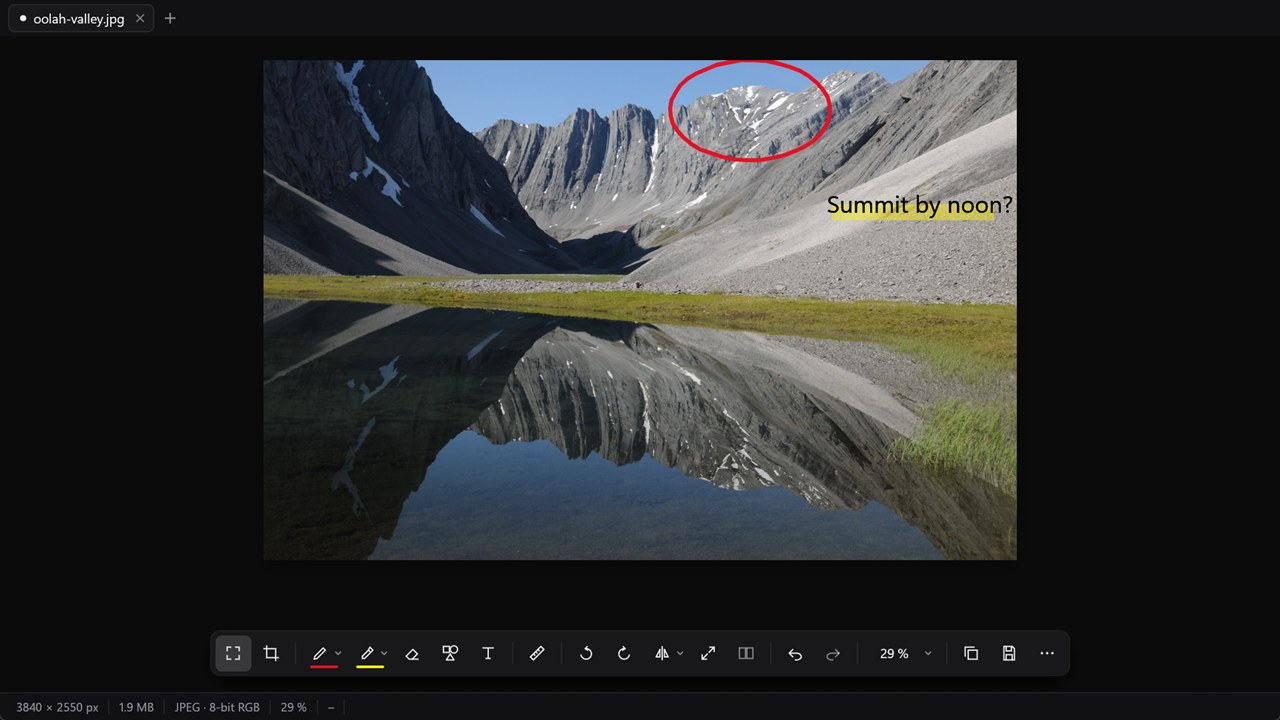 oolah-valley.jpg
Summit by noon?
29 %
3840 × 2550 px
1.9 MB
JPEG · 8-bit RGB
29 %
–